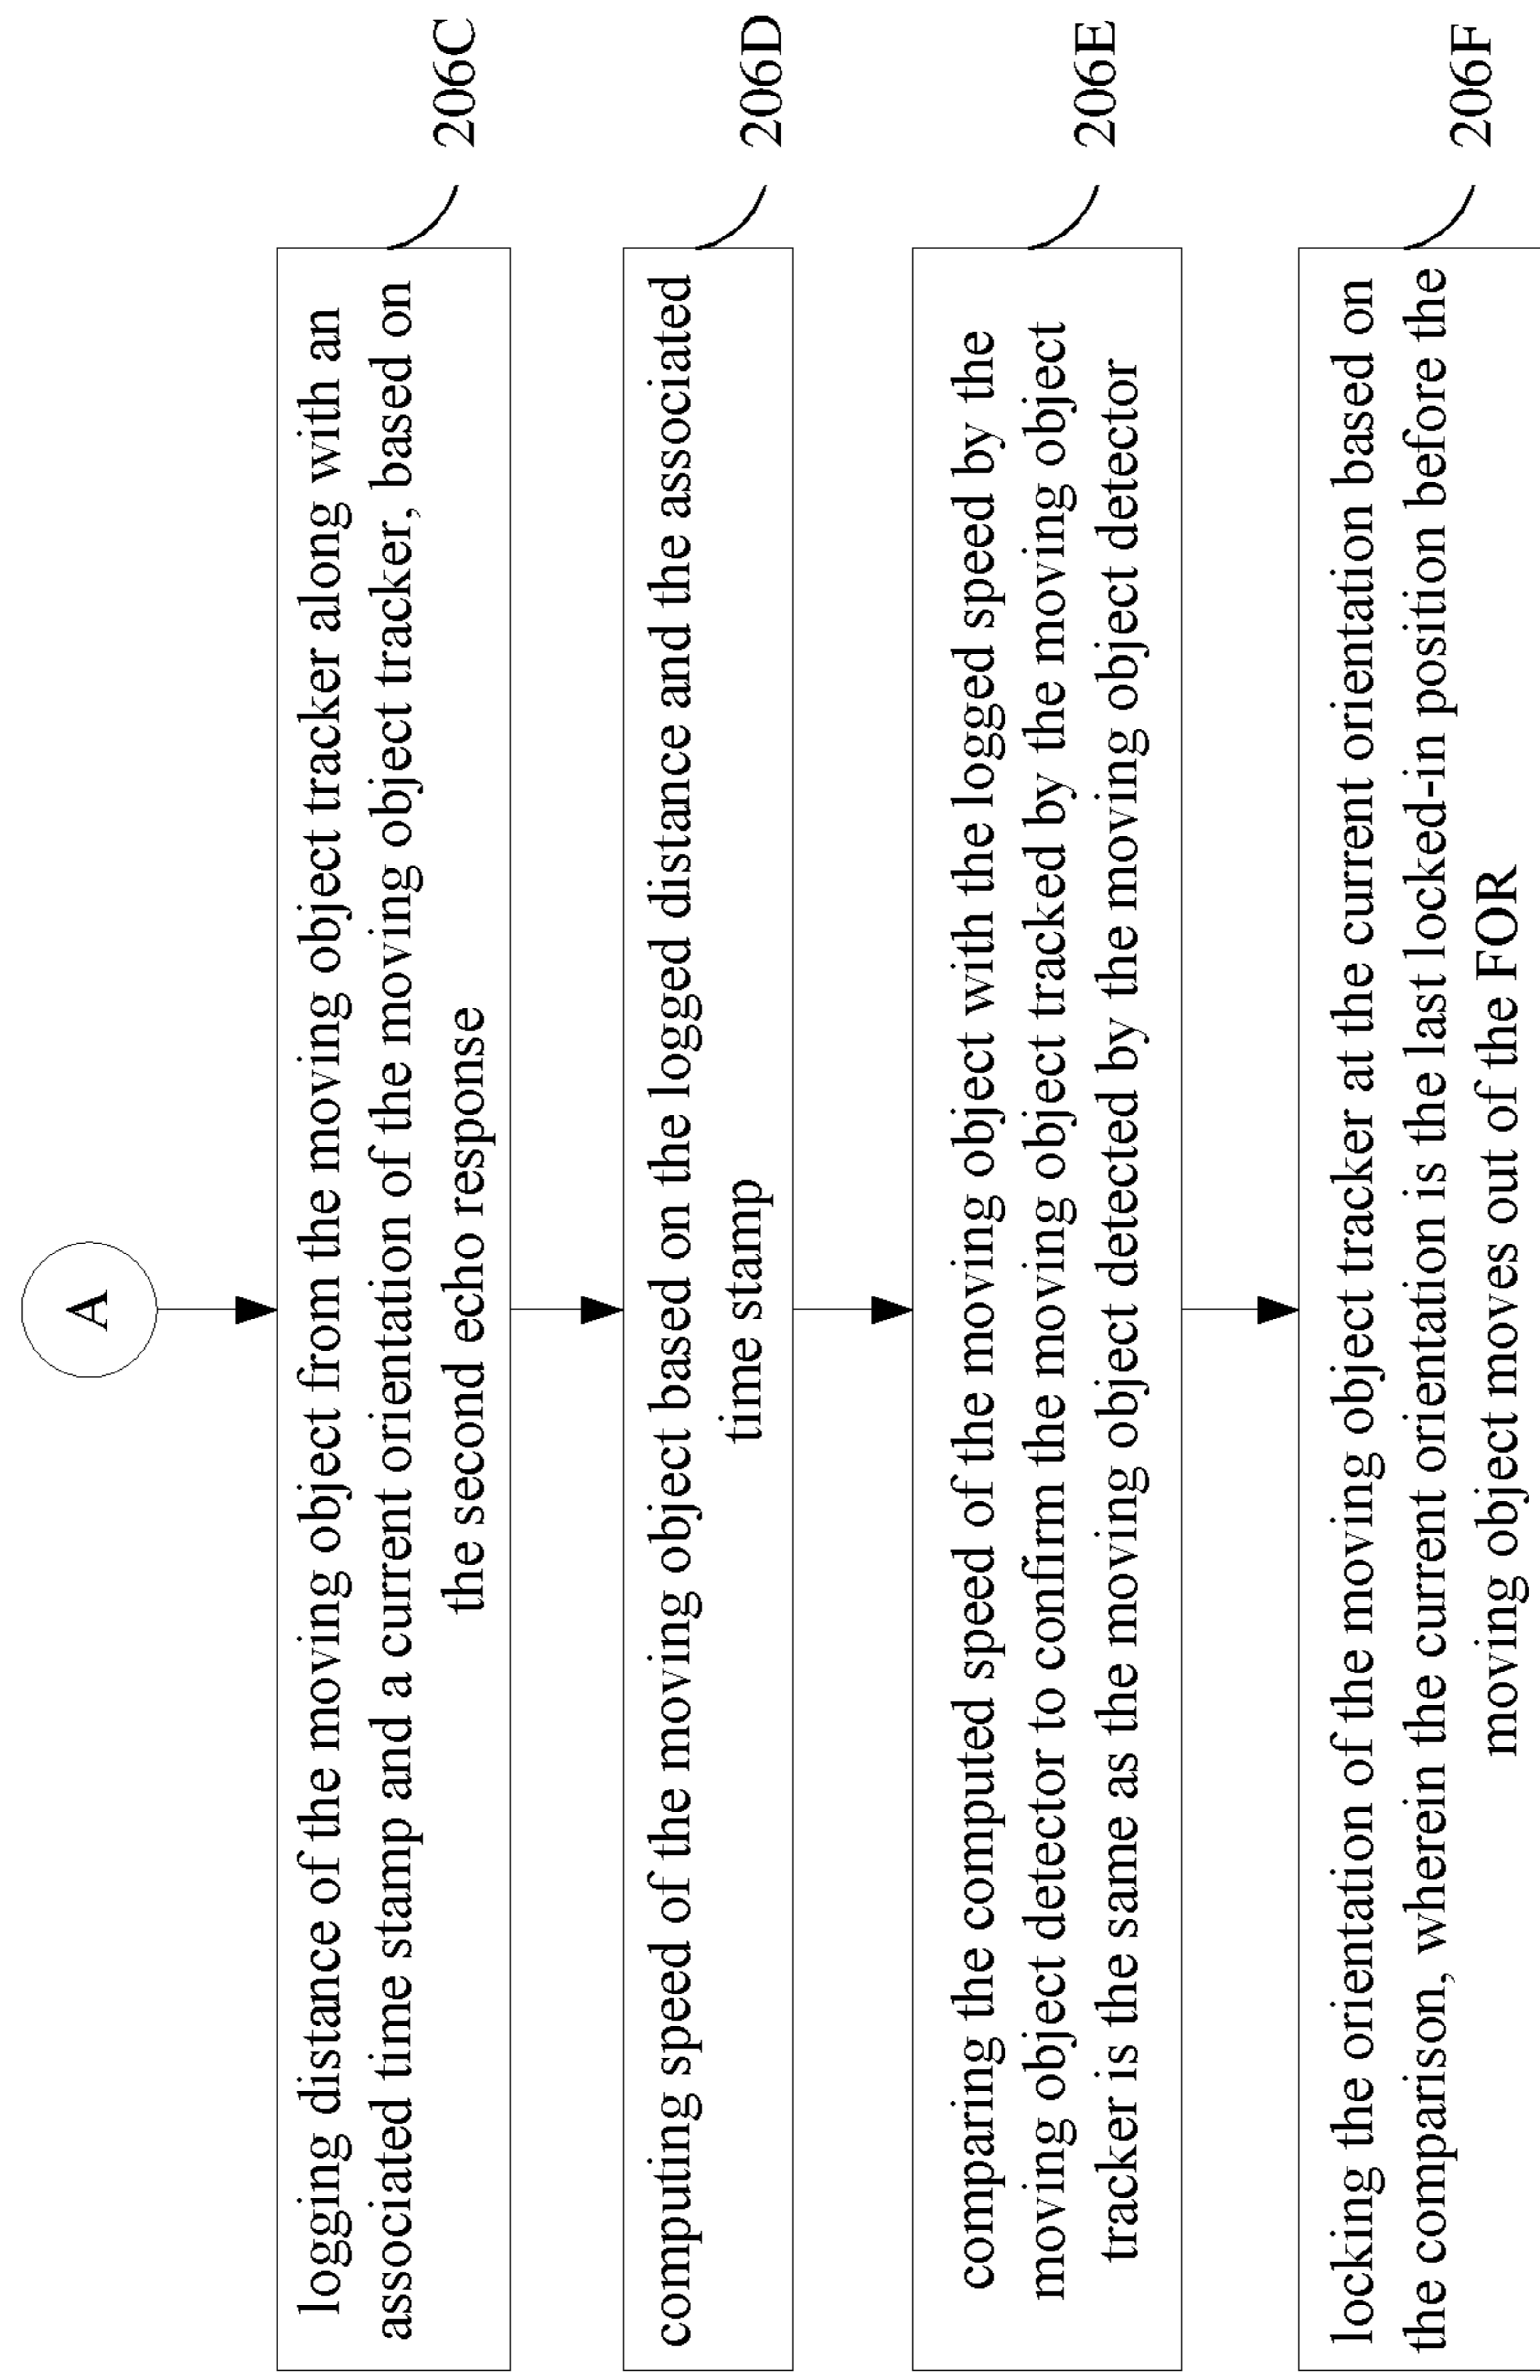 A
logging distance of the moving object from the moving object tracker along with an
associated time stamp and a current orientation of the moving object tracker, based on
the second echo response
206C
computing speed of the moving object based on the logged distance and the associated
time stamp
206D
comparing the computed speed of the moving object with the logged speed by the
moving object detector to confirm the moving object tracked by the moving object
tracker is the same as the moving object detected by the moving object detector
206E
locking the orientation of the moving object tracker at the current orientation based on
the comparison, wherein the current orientation is the last locked-in position before the
moving object moves out of the FOR
206F